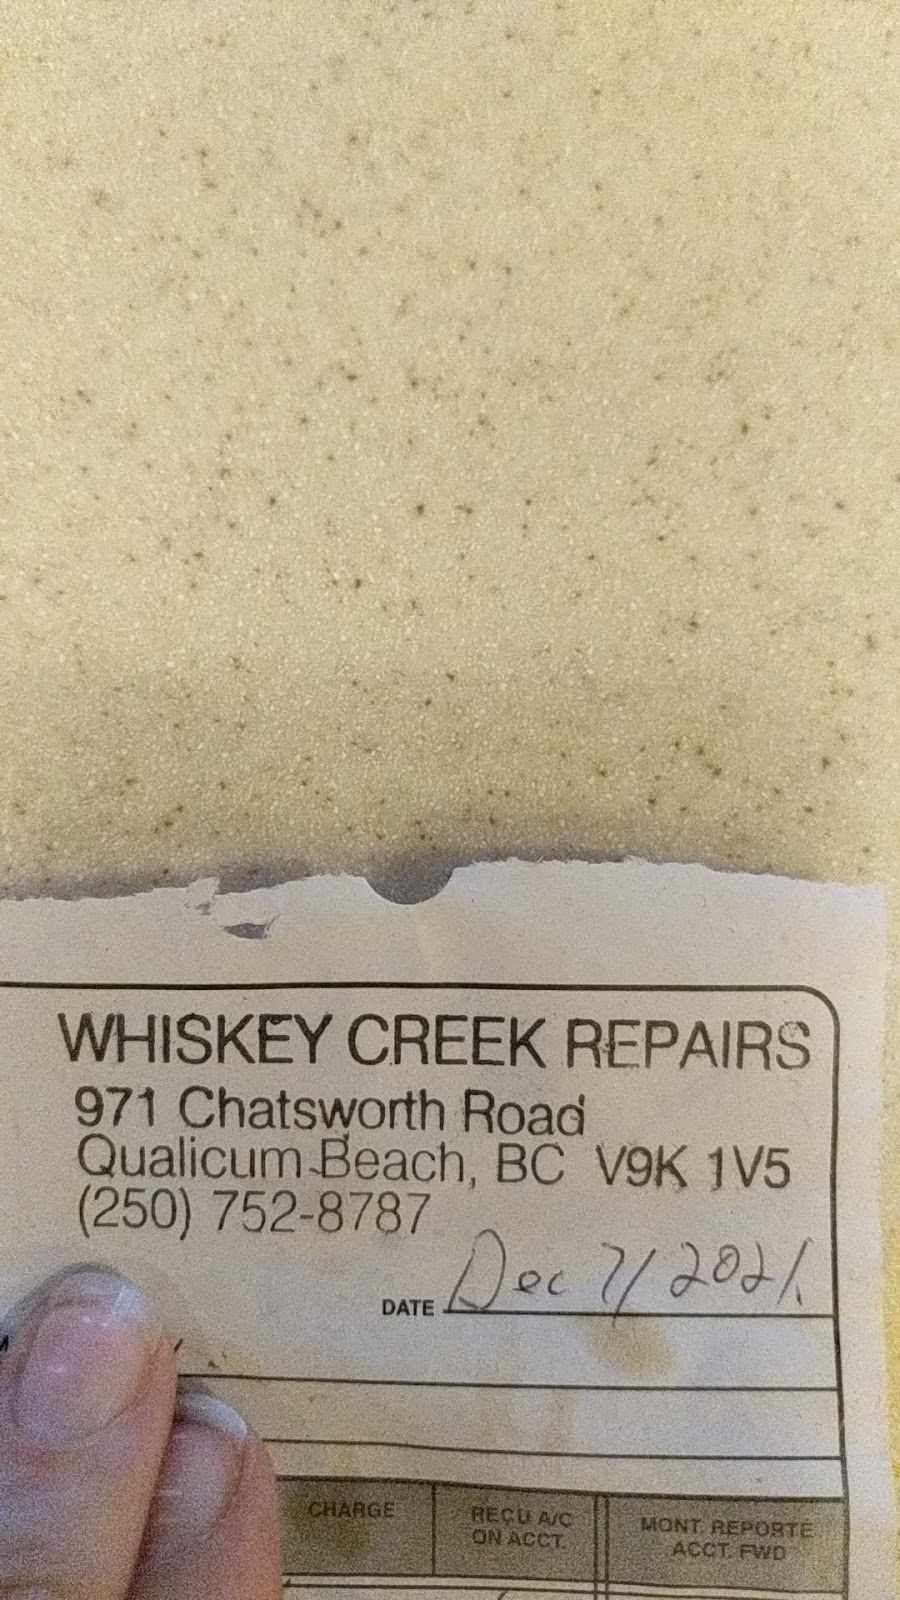 WHISKEY CREEK REPAIRS
971 Chatsworth Road
Qualicum Beach, BC V9K 1V5
(250) 752-8787
DATE Dec 7/2021
CHARGE
REÇU A/C
ON ACCT.
MONT. REPORTÉ
ACCT. FWD